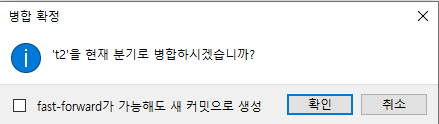 병합 확정
't2'을 현재 분기로 병합하시겠습니까?
fast-forward가 가능해도 새 커밋으로 생성
확인
취소